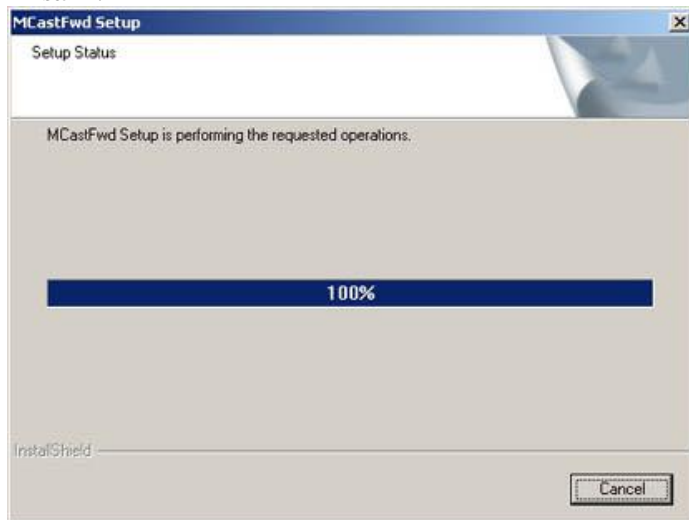 MCastFwd Setup
Setup Status
MCastFwd Setup is performing the requested operations.
100%
InstallShield
Cancel